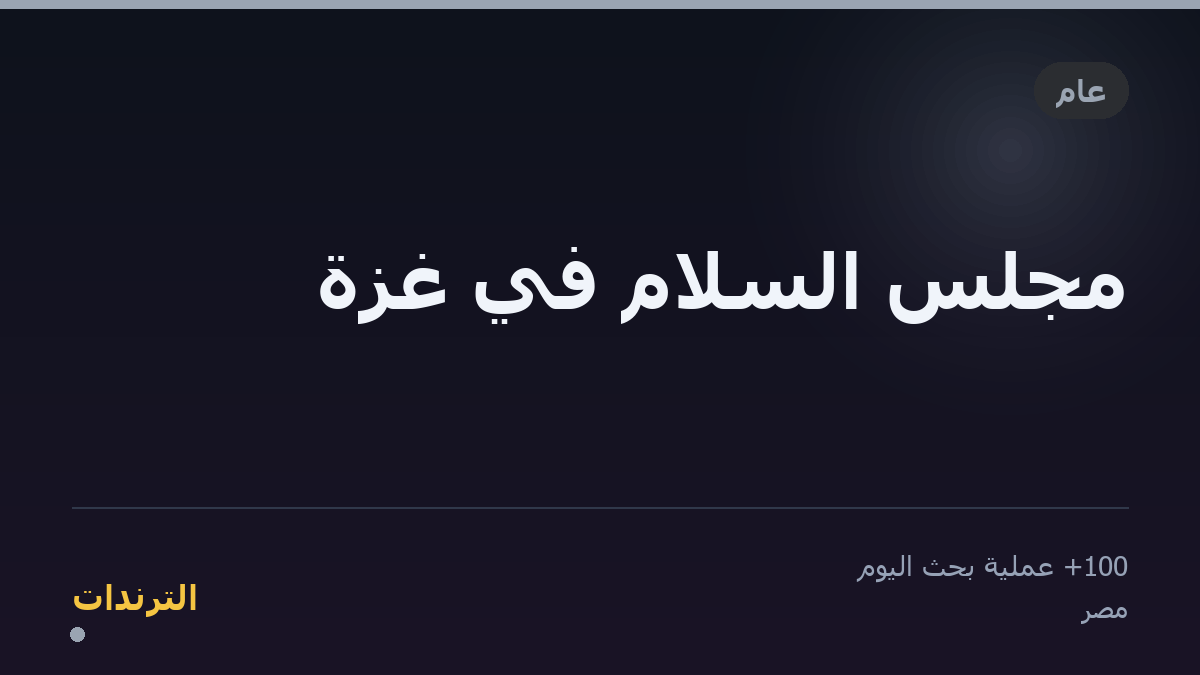 عام
مجلس السلام في غزة
100+ عملية بحث اليوم
مصر
الترندات